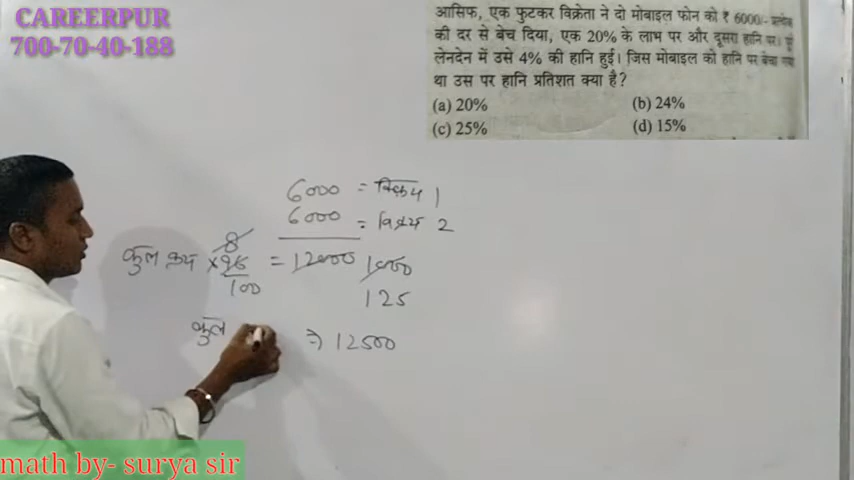 CAREERPUR
700-70-40-188
आसिफ, एक फुटकर विक्रेता ने दो मोबाइल फोन को ₹ 6000/- प्रत्येक
की दर से बेच दिया, एक 20% के लाभ पर और दूसरा हानि पर। पूरे
लेनदेन में उसे 4% की हानि हुई। जिस मोबाइल को हानि पर बेचा गया
था उस पर हानि प्रतिशत क्या है?
(a) 20% (b) 24%
(c) 25% (d) 15%
6000 = विक्रय 1
6000 = विक्रय 2
8
कुल क्रय × 96 = 12000 1000
100 125
कुल ⇒ 12500
math by- surya sir